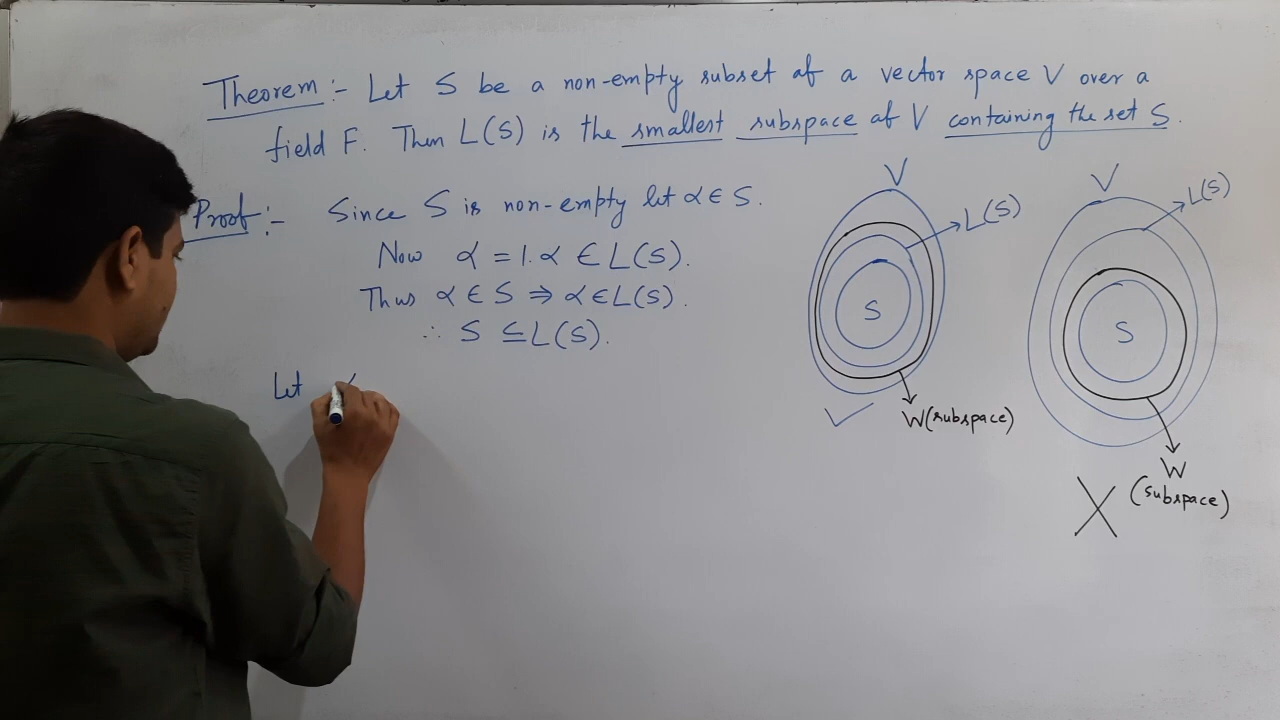 Theorem :- Let S be a non-empty subset of a vector space V over a
field F. Then L(S) is the smallest subspace of V containing the set S.
Proof :- Since S is non-empty let α ∈ S.
Now α = 1.α ∈ L(S).
Thus α ∈ S ⇒ α ∈ L(S).
∴ S ⊆ L(S).
Let
V
L(S)
S
W(subspace)
V
L(S)
S
W
(subspace)